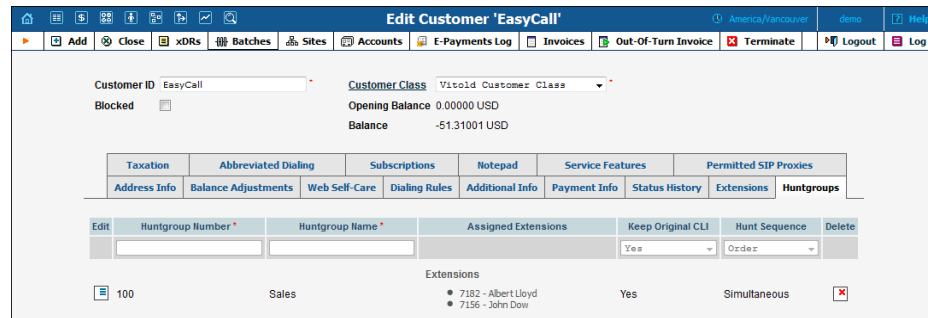 Edit Customer 'EasyCall' America/Vancouver demo Help
Add Close xDRs Batches Sites Accounts E-Payments Log Invoices Out-Of-Turn Invoice Terminate Logout Log
Customer ID EasyCall * Customer Class Vitold Customer Class *
Blocked Opening Balance 0.00000 USD
Balance -51.31001 USD
Taxation Abbreviated Dialing Subscriptions Notepad Service Features Permitted SIP Proxies
Address Info Balance Adjustments Web Self-Care Dialing Rules Additional Info Payment Info Status History Extensions Huntgroups
Edit Huntgroup Number * Huntgroup Name * Assigned Extensions Keep Original CLI Hunt Sequence Delete
Yes Order
Extensions
100 Sales • 7182 - Albert Lloyd Yes Simultaneous
• 7156 - John Dow